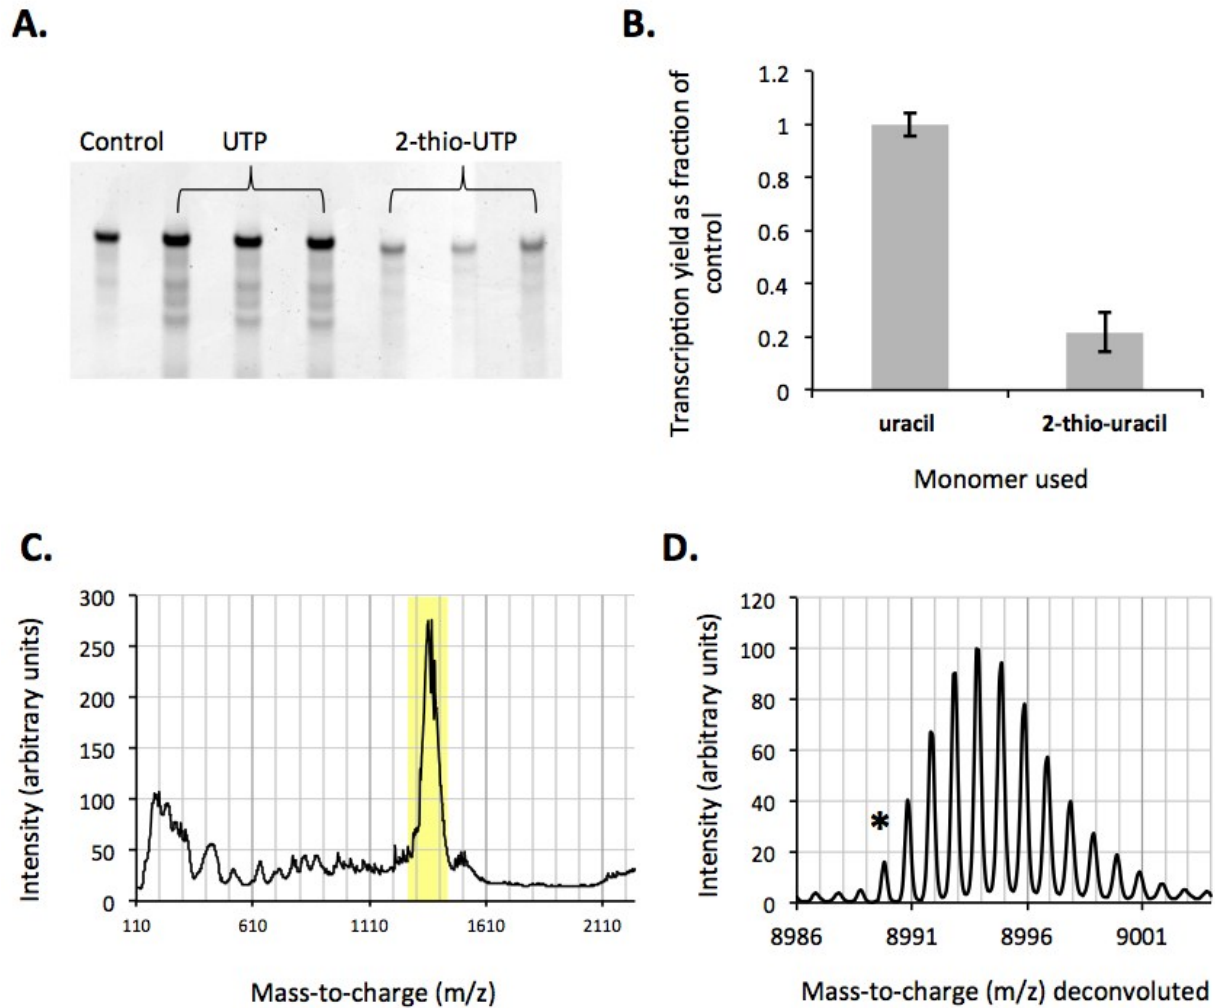 A.
Control UTP 2-thio-UTP
B.
Transcription yield as fraction of
control
1.2
1
0.8
0.6
0.4
0.2
0
uracil 2-thio-uracil
Monomer used
C.
Intensity (arbitrary units)
300
250
200
150
100
50
0
110 610 1110 1610 2110
Mass-to-charge (m/z)
D.
Intensity (arbitrary units)
120
100
80
60
40
20
0
*
8986 8991 8996 9001
Mass-to-charge (m/z) deconvoluted